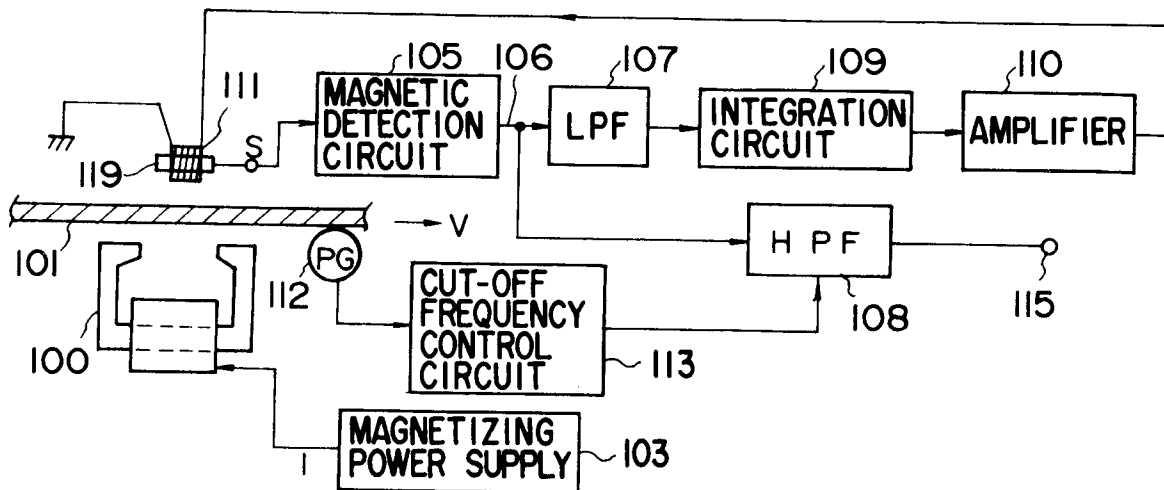 105
106
107
109
110
111
MAGNETIC
DETECTION
CIRCUIT
LPF
INTEGRATION
CIRCUIT
AMPLIFIER
S
119
V
101
PG
112
HPF
115
108
100
CUT-OFF
FREQUENCY
CONTROL
CIRCUIT
113
MAGNETIZING
POWER SUPPLY
103
I